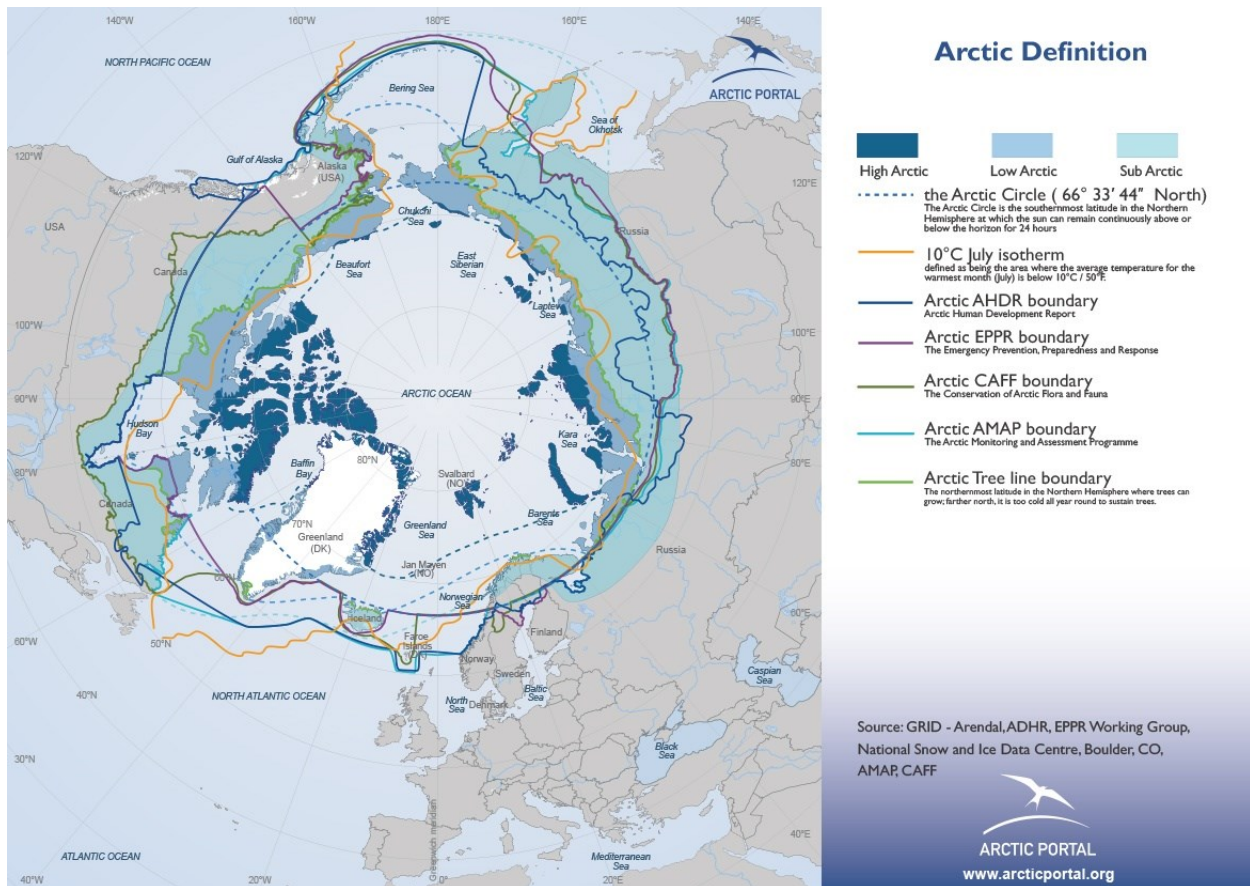 140°W
160°W
180°E
160°E
140°E
NORTH PACIFIC OCEAN
Bering Sea
ARCTIC PORTAL
Sea of
Okhotsk
120°W
Gulf of Alaska
Alaska
(USA)
120°E
USA
Canada
Chukchi
Sea
Russia
Beaufort
Sea
East
Siberian
Sea
Laptev
Sea
100°W
100°E
90°W
ARCTIC OCEAN
90°E
Hudson
Bay
Kara
Sea
80°W
Baffin
Bay
80°N
Svalbard
(NO)
80°E
Canada
70°N
Greenland
(DK)
Greenland
Sea
Barents
Sea
Russia
Jan Mayen
(NO)
60°N
Norwegian
Sea
Iceland
60°E
60°W
50°N
Faroe
Islands
(DK)
Finland
Norway
Sweden
Caspian
Sea
40°N
NORTH ATLANTIC OCEAN
North
Sea
Denmark
Baltic
Sea
Black
Sea
30°N
Greenwich meridian
40°E
ATLANTIC OCEAN
Mediterranean
Sea
40°W
20°W
0°
20°E
Arctic Definition
High Arctic
Low Arctic
Sub Arctic
the Arctic Circle ( 66° 33′ 44″ North)
The Arctic Circle is the southernmost latitude in the Northern
Hemisphere at which the sun can remain continuously above or
below the horizon for 24 hours
10°C July isotherm
defined as being the area where the average temperature for the
warmest month (July) is below 10°C / 50°F.
Arctic AHDR boundary
Arctic Human Development Report
Arctic EPPR boundary
The Emergency Prevention, Preparedness and Response
Arctic CAFF boundary
The Conservation of Arctic Flora and Fauna
Arctic AMAP boundary
The Arctic Monitoring and Assessment Programme
Arctic Tree line boundary
The northernmost latitude in the Northern Hemisphere where trees can
grow; farther north, it is too cold all year round to sustain trees.
Source: GRID - Arendal, ADHR, EPPR Working Group,
National Snow and Ice Data Centre, Boulder, CO,
AMAP, CAFF
ARCTIC PORTAL
www.arcticportal.org